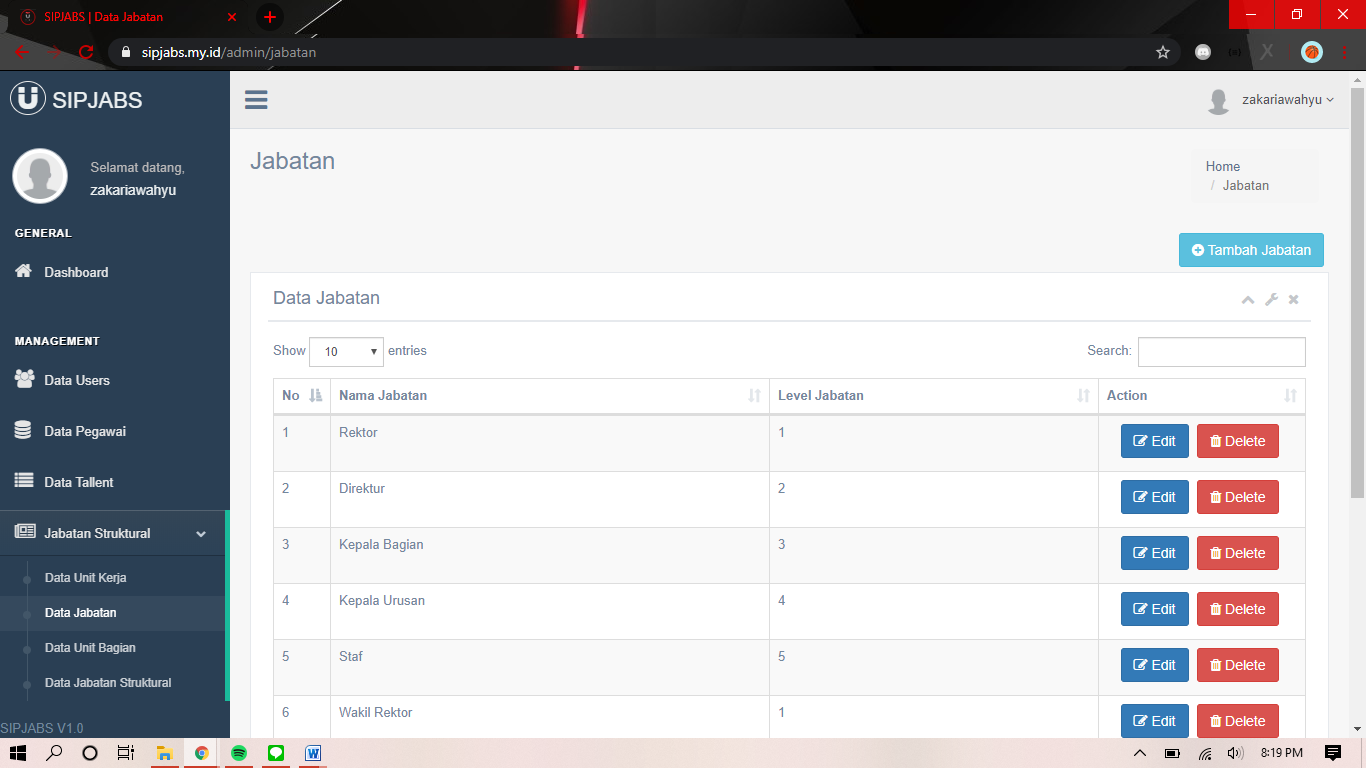 SIPJABS | Data Jabatan
sipjabs.my.id/admin/jabatan
SIPJABS
zakariawahyu
Selamat datang,
zakariawahyu
GENERAL
Dashboard
MANAGEMENT
Data Users
Data Pegawai
Data Tallent
Jabatan Struktural
Data Unit Kerja
Data Jabatan
Data Unit Bagian
Data Jabatan Struktural
SIPJABS V1.0
Jabatan
Home
/ Jabatan
Tambah Jabatan
Data Jabatan
Show 10 entries
Search:
No Nama Jabatan Level Jabatan Action
1 Rektor 1 Edit Delete
2 Direktur 2 Edit Delete
3 Kepala Bagian 3 Edit Delete
4 Kepala Urusan 4 Edit Delete
5 Staf 5 Edit Delete
6 Wakil Rektor 1 Edit Delete
8:19 PM